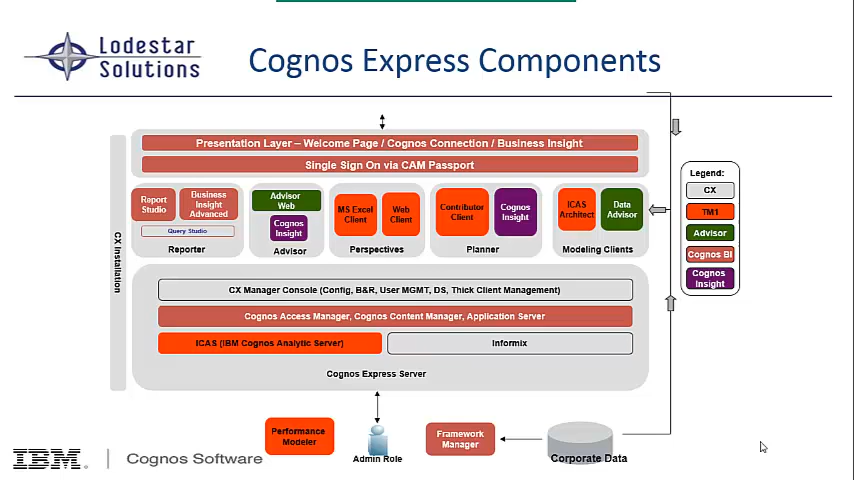 Lodestar
Solutions
Cognos Express Components
Presentation Layer – Welcome Page / Cognos Connection / Business Insight
Single Sign On via CAM Passport
CX Installation
Report
Studio
Business
Insight
Advanced
Query Studio
Reporter
Advisor
Web
Cognos
Insight
Advisor
MS Excel
Client
Web
Client
Perspectives
Contributor
Client
Cognos
Insight
Planner
ICAS
Architect
Data
Advisor
Modeling Clients
Legend:
CX
TM1
Advisor
Cognos BI
Cognos
Insight
CX Manager Console (Config, B&R, User MGMT, DS, Thick Client Management)
Cognos Access Manager, Cognos Content Manager, Application Server
ICAS (IBM Cognos Analytic Server)
Informix
Cognos Express Server
Performance
Modeler
Admin Role
Framework
Manager
Corporate Data
IBM® | Cognos Software